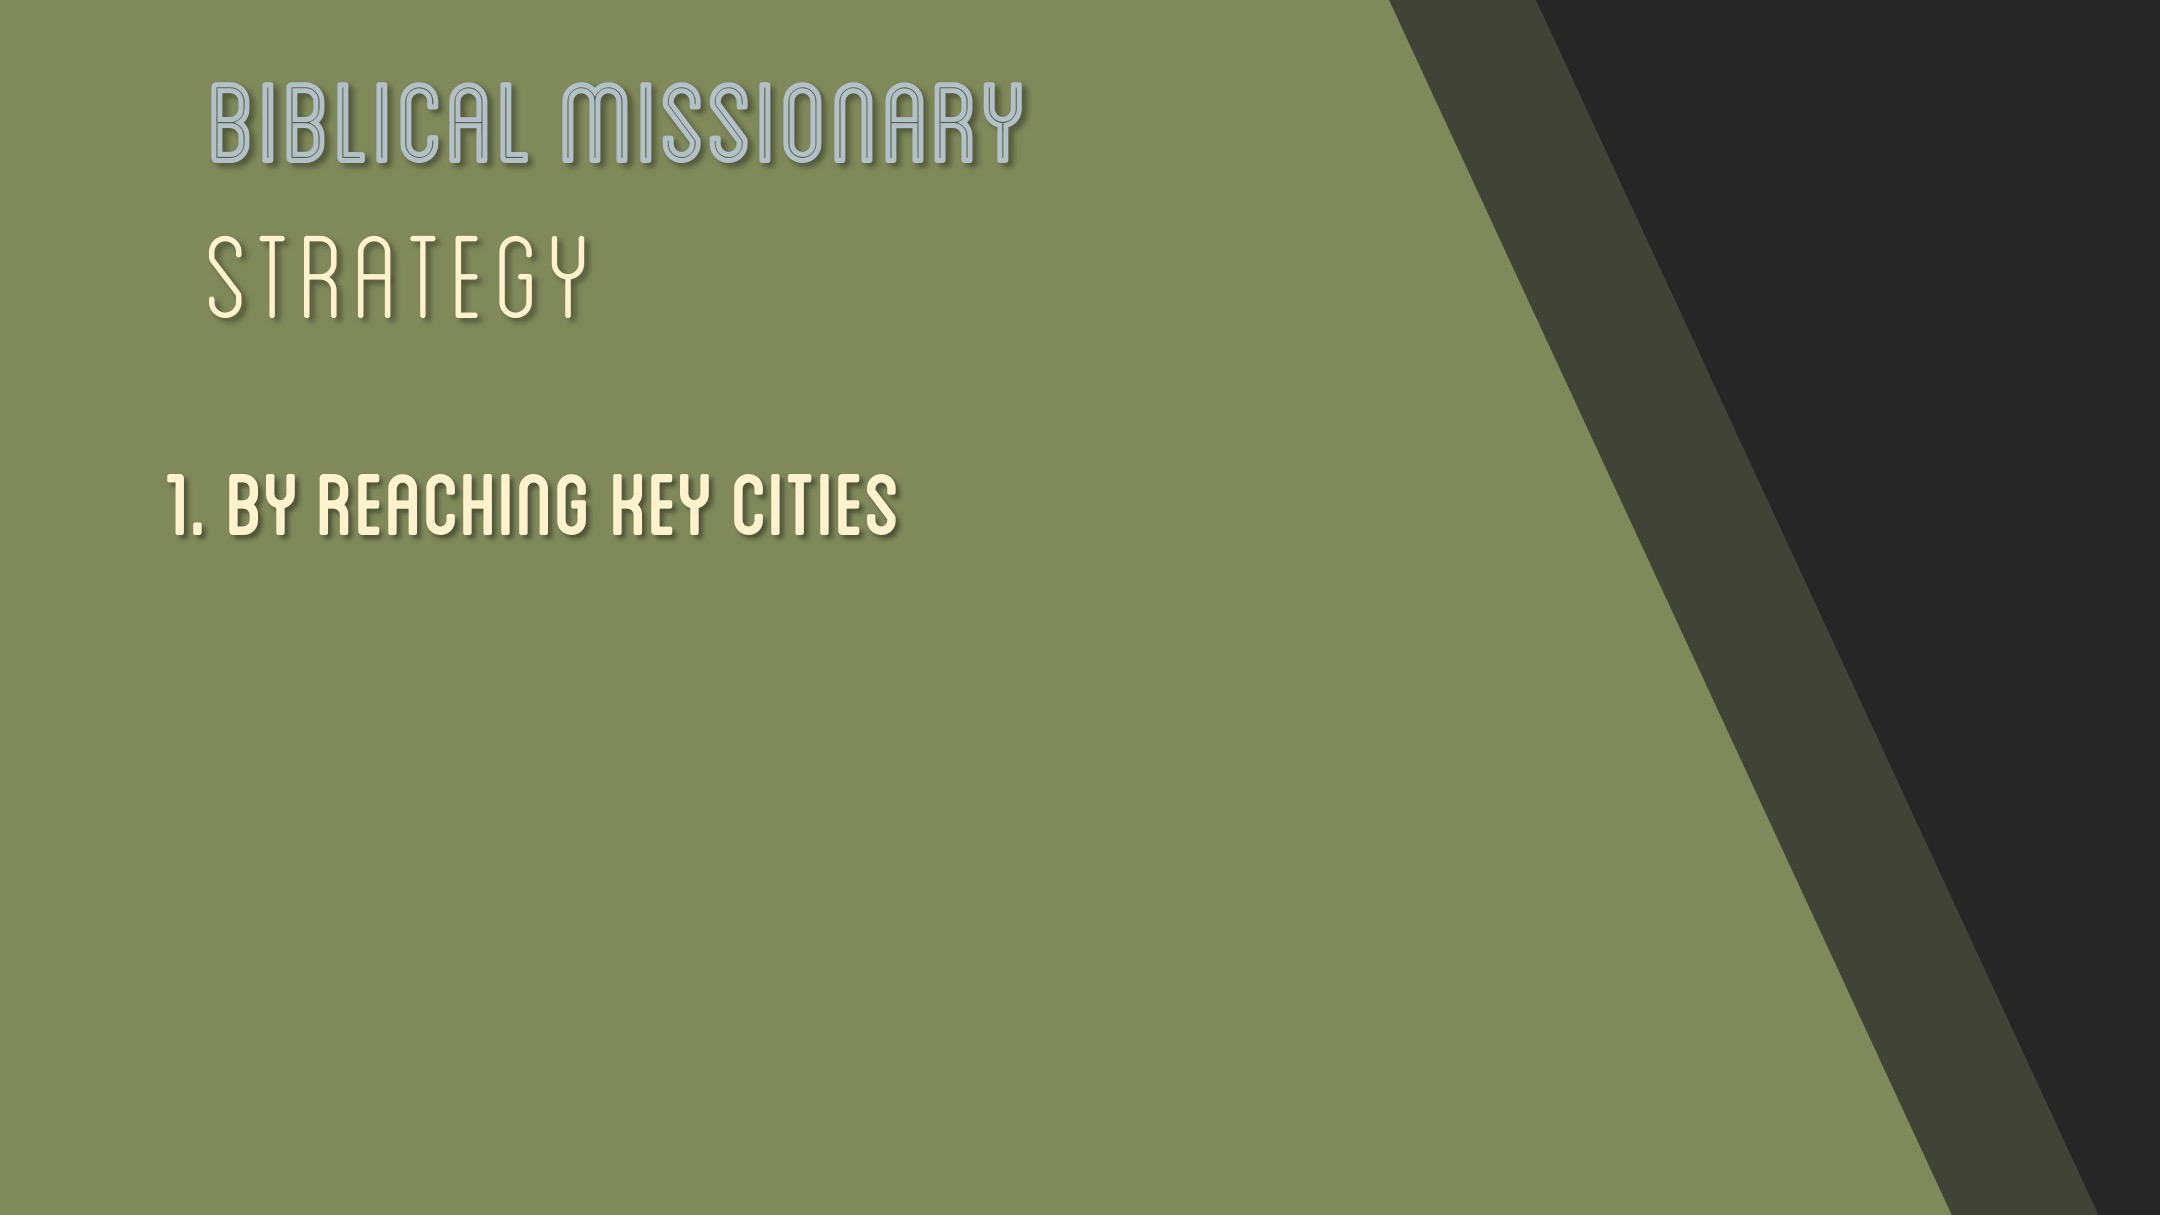 BIBLICAL MISSIONARY
STRATEGY
1. BY REACHING KEY CITIES